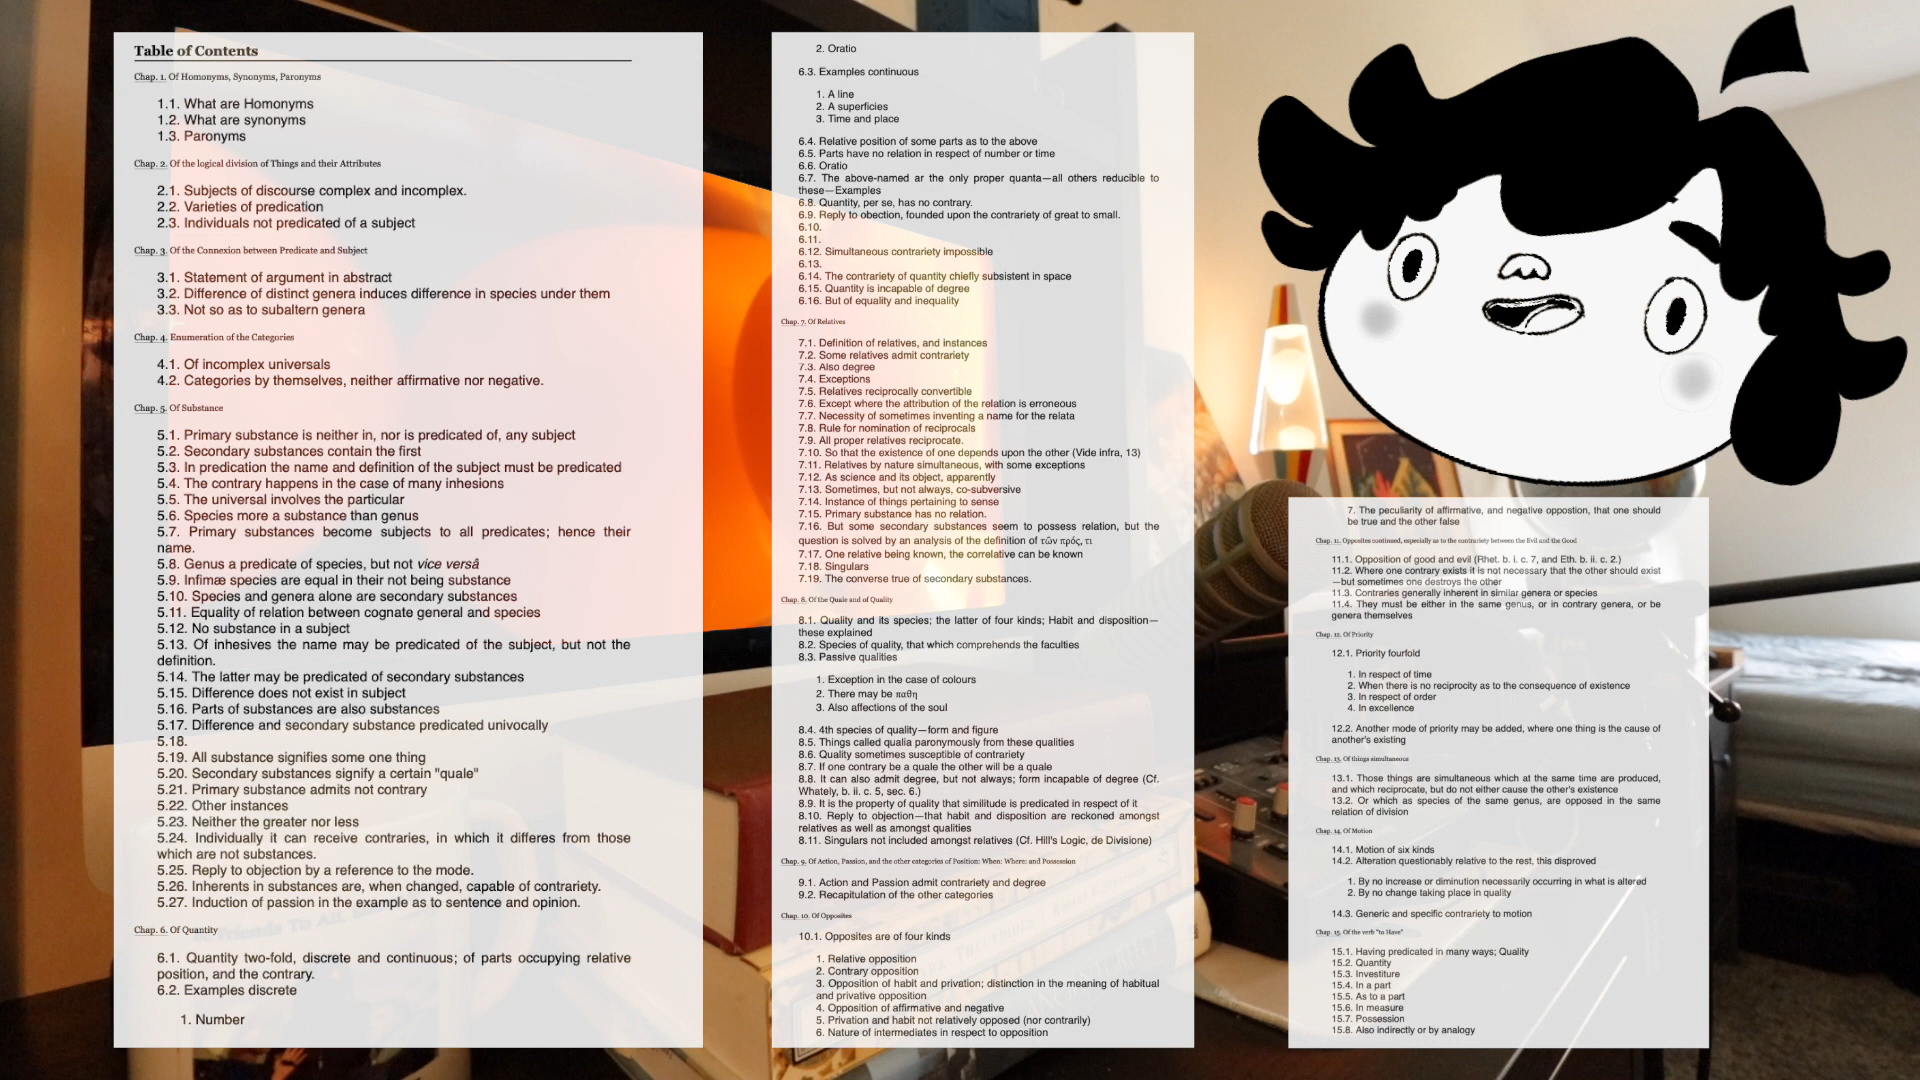 Table of Contents
Chap. 1. Of Homonyms, Synonyms, Paronyms
1.1. What are Homonyms
1.2. What are synonyms
1.3. Paronyms
Chap. 2. Of the logical division of Things and their Attributes
2.1. Subjects of discourse complex and incomplex.
2.2. Varieties of predication
2.3. Individuals not predicated of a subject
Chap. 3. Of the Connexion between Predicate and Subject
3.1. Statement of argument in abstract
3.2. Difference of distinct genera induces difference in species under them
3.3. Not so as to subaltern genera
Chap. 4. Enumeration of the Categories
4.1. Of incomplex universals
4.2. Categories by themselves, neither affirmative nor negative.
Chap. 5. Of Substance
5.1. Primary substance is neither in, nor is predicated of, any subject
5.2. Secondary substances contain the first
5.3. In predication the name and definition of the subject must be predicated
5.4. The contrary happens in the case of many inhesions
5.5. The universal involves the particular
5.6. Species more a substance than genus
5.7. Primary substances become subjects to all predicates; hence their
name.
5.8. Genus a predicate of species, but not vice versâ
5.9. Infimæ species are equal in their not being substance
5.10. Species and genera alone are secondary substances
5.11. Equality of relation between cognate general and species
5.12. No substance in a subject
5.13. Of inhesives the name may be predicated of the subject, but not the
definition.
5.14. The latter may be predicated of secondary substances
5.15. Difference does not exist in subject
5.16. Parts of substances are also substances
5.17. Difference and secondary substance predicated univocally
5.18.
5.19. All substance signifies some one thing
5.20. Secondary substances signify a certain "quale"
5.21. Primary substance admits not contrary
5.22. Other instances
5.23. Neither the greater nor less
5.24. Individually it can receive contraries, in which it differes from those
which are not substances.
5.25. Reply to objection by a reference to the mode.
5.26. Inherents in substances are, when changed, capable of contrariety.
5.27. Induction of passion in the example as to sentence and opinion.
Chap. 6. Of Quantity
6.1. Quantity two-fold, discrete and continuous; of parts occupying relative
position, and the contrary.
6.2. Examples discrete
1. Number
2. Oratio
6.3. Examples continuous
1. A line
2. A superficies
3. Time and place
6.4. Relative position of some parts as to the above
6.5. Parts have no relation in respect of number or time
6.6. Oratio
6.7. The above-named ar the only proper quanta—all others reducible to
these—Examples
6.8. Quantity, per se, has no contrary.
6.9. Reply to obection, founded upon the contrariety of great to small.
6.10.
6.11.
6.12. Simultaneous contrariety impossible
6.13.
6.14. The contrariety of quantity chiefly subsistent in space
6.15. Quantity is incapable of degree
6.16. But of equality and inequality
Chap. 7. Of Relatives
7.1. Definition of relatives, and instances
7.2. Some relatives admit contrariety
7.3. Also degree
7.4. Exceptions
7.5. Relatives reciprocally convertible
7.6. Except where the attribution of the relation is erroneous
7.7. Necessity of sometimes inventing a name for the relata
7.8. Rule for nomination of reciprocals
7.9. All proper relatives reciprocate.
7.10. So that the existence of one depends upon the other (Vide infra, 13)
7.11. Relatives by nature simultaneous, with some exceptions
7.12. As science and its object, apparently
7.13. Sometimes, but not always, co-subversive
7.14. Instance of things pertaining to sense
7.15. Primary substance has no relation.
7.16. But some secondary substances seem to possess relation, but the
question is solved by an analysis of the definition of τῶν πρός, τι
7.17. One relative being known, the correlative can be known
7.18. Singulars
7.19. The converse true of secondary substances.
Chap. 8. Of the Quale and of Quality
8.1. Quality and its species; the latter of four kinds; Habit and disposition—
these explained
8.2. Species of quality, that which comprehends the faculties
8.3. Passive qualities
1. Exception in the case of colours
2. There may be παθη
3. Also affections of the soul
8.4. 4th species of quality—form and figure
8.5. Things called qualia paronymously from these qualities
8.6. Quality sometimes susceptible of contrariety
8.7. If one contrary be a quale the other will be a quale
8.8. It can also admit degree, but not always; form incapable of degree (Cf.
Whately, b. ii. c. 5, sec. 6.)
8.9. It is the property of quality that similitude is predicated in respect of it
8.10. Reply to objection—that habit and disposition are reckoned amongst
relatives as well as amongst qualities
8.11. Singulars not included amongst relatives (Cf. Hill's Logic, de Divisione)
Chap. 9. Of Action, Passion, and the other categories of Position: When: Where: and Possession
9.1. Action and Passion admit contrariety and degree
9.2. Recapitulation of the other categories
Chap. 10. Of Opposites
10.1. Opposites are of four kinds
1. Relative opposition
2. Contrary opposition
3. Opposition of habit and privation; distinction in the meaning of habitual
and privative opposition
4. Opposition of affirmative and negative
5. Privation and habit not relatively opposed (nor contrarily)
6. Nature of intermediates in respect to opposition
7. The peculiarity of affirmative, and negative oppostion, that one should
be true and the other false
Chap. 11. Opposites continued, especially as to the contrariety between the Evil and the Good
11.1. Opposition of good and evil (Rhet. b. i. c. 7, and Eth. b. ii. c. 2.)
11.2. Where one contrary exists it is not necessary that the other should exist
—but sometimes one destroys the other
11.3. Contraries generally inherent in similar genera or species
11.4. They must be either in the same genus, or in contrary genera, or be
genera themselves
Chap. 12. Of Priority
12.1. Priority fourfold
1. In respect of time
2. When there is no reciprocity as to the consequence of existence
3. In respect of order
4. In excellence
12.2. Another mode of priority may be added, where one thing is the cause of
another's existing
Chap. 13. Of things simultaneous
13.1. Those things are simultaneous which at the same time are produced,
and which reciprocate, but do not either cause the other's existence
13.2. Or which as species of the same genus, are opposed in the same
relation of division
Chap. 14. Of Motion
14.1. Motion of six kinds
14.2. Alteration questionably relative to the rest, this disproved
1. By no increase or diminution necessarily occurring in what is altered
2. By no change taking place in quality
14.3. Generic and specific contrariety to motion
Chap. 15. Of the verb "to Have"
15.1. Having predicated in many ways; Quality
15.2. Quantity
15.3. Investiture
15.4. In a part
15.5. As to a part
15.6. In measure
15.7. Possession
15.8. Also indirectly or by analogy